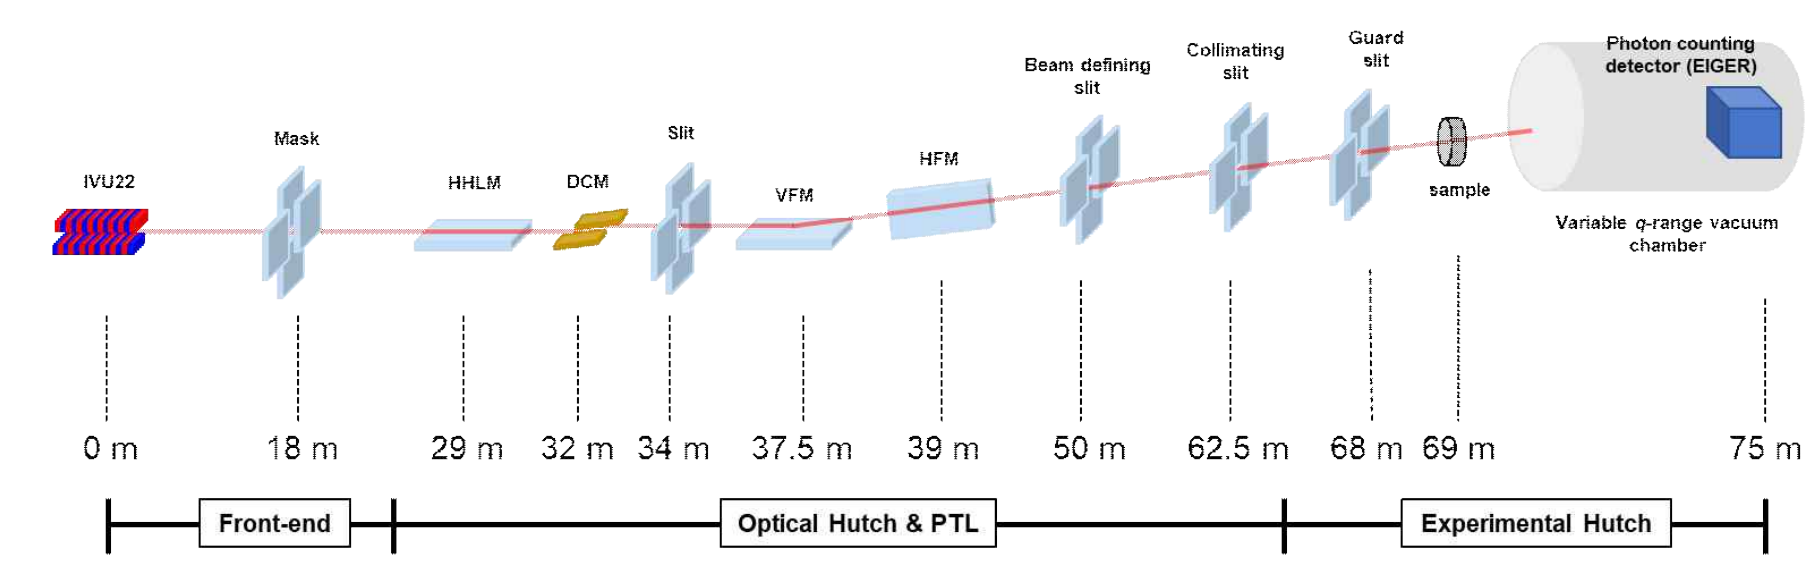 IVU22
Mask
HHLM
DCM
Slit
VFM
HFM
Beam defining
slit
Collimating
slit
Guard
slit
sample
Photon counting
detector (EIGER)
Variable q-range vacuum
chamber
0 m
18 m
29 m
32 m
34 m
37.5 m
39 m
50 m
62.5 m
68 m
69 m
75 m
Front-end
Optical Hutch & PTL
Experimental Hutch